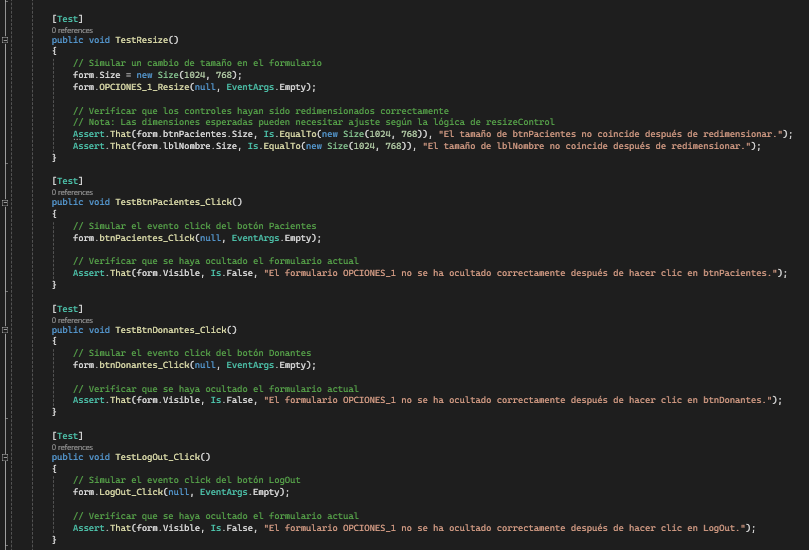 [Test]
0 references
public void TestResize()
{
// Simular un cambio de tamaño en el formulario
form.Size = new Size(1024, 768);
form.OPCIONES_1_Resize(null, EventArgs.Empty);
// Verificar que los controles hayan sido redimensionados correctamente
// Nota: Las dimensiones esperadas pueden necesitar ajuste según la lógica de resizeControl
Assert.That(form.btnPacientes.Size, Is.EqualTo(new Size(1024, 768)), "El tamaño de btnPacientes no coincide después de redimensionar.");
Assert.That(form.lblNombre.Size, Is.EqualTo(new Size(1024, 768)), "El tamaño de lblNombre no coincide después de redimensionar.");
}
[Test]
0 references
public void TestBtnPacientes_Click()
{
// Simular el evento click del botón Pacientes
form.btnPacientes_Click(null, EventArgs.Empty);
// Verificar que se haya ocultado el formulario actual
Assert.That(form.Visible, Is.False, "El formulario OPCIONES_1 no se ha ocultado correctamente después de hacer clic en btnPacientes.");
}
[Test]
0 references
public void TestBtnDonantes_Click()
{
// Simular el evento click del botón Donantes
form.btnDonantes_Click(null, EventArgs.Empty);
// Verificar que se haya ocultado el formulario actual
Assert.That(form.Visible, Is.False, "El formulario OPCIONES_1 no se ha ocultado correctamente después de hacer clic en btnDonantes.");
}
[Test]
0 references
public void TestLogOut_Click()
{
// Simular el evento click del botón LogOut
form.LogOut_Click(null, EventArgs.Empty);
// Verificar que se haya ocultado el formulario actual
Assert.That(form.Visible, Is.False, "El formulario OPCIONES_1 no se ha ocultado correctamente después de hacer clic en LogOut.");
}